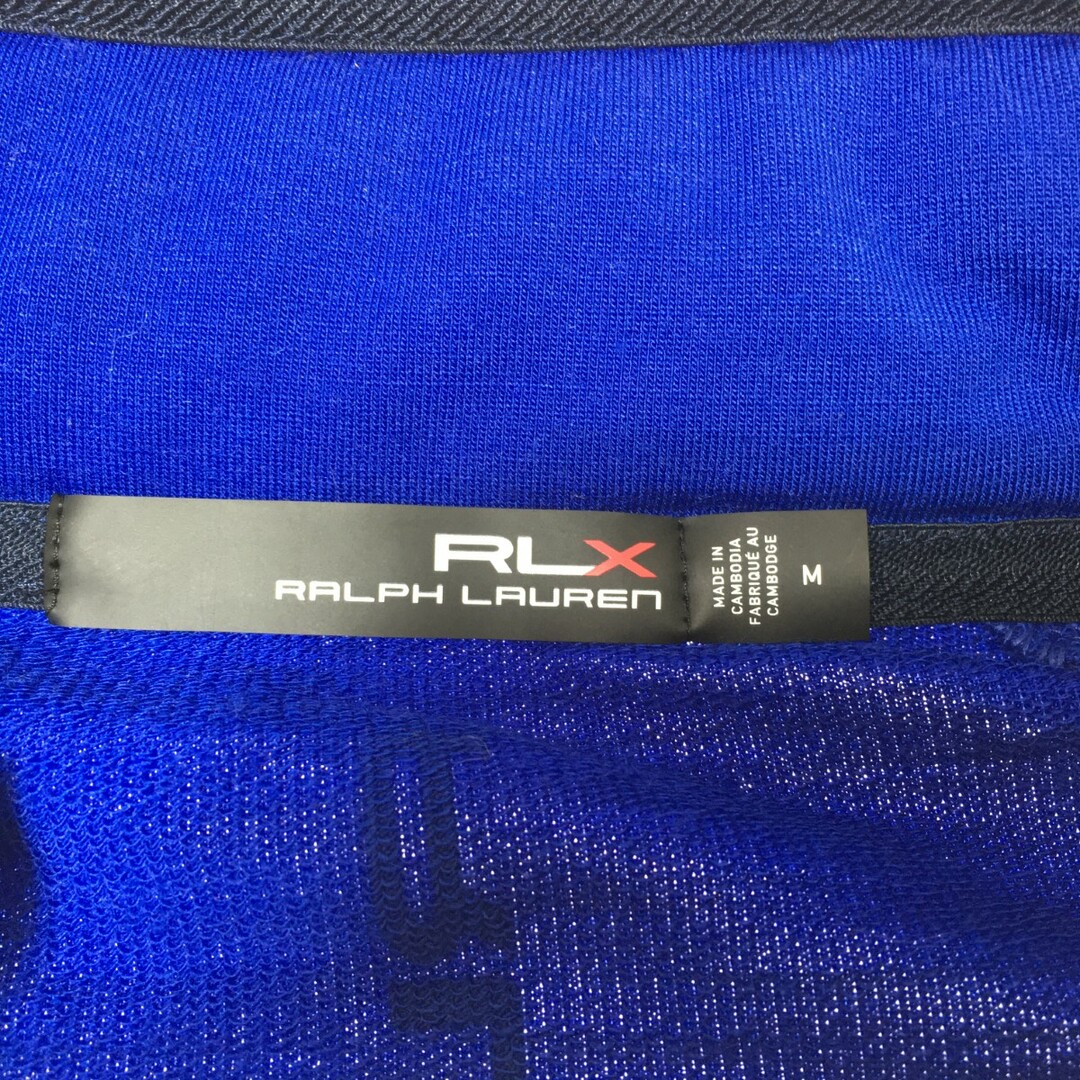 RLX
RALPH LAUREN
MADE IN
CAMBODIA
FABRIQUÉ AU
CAMBODGE
M